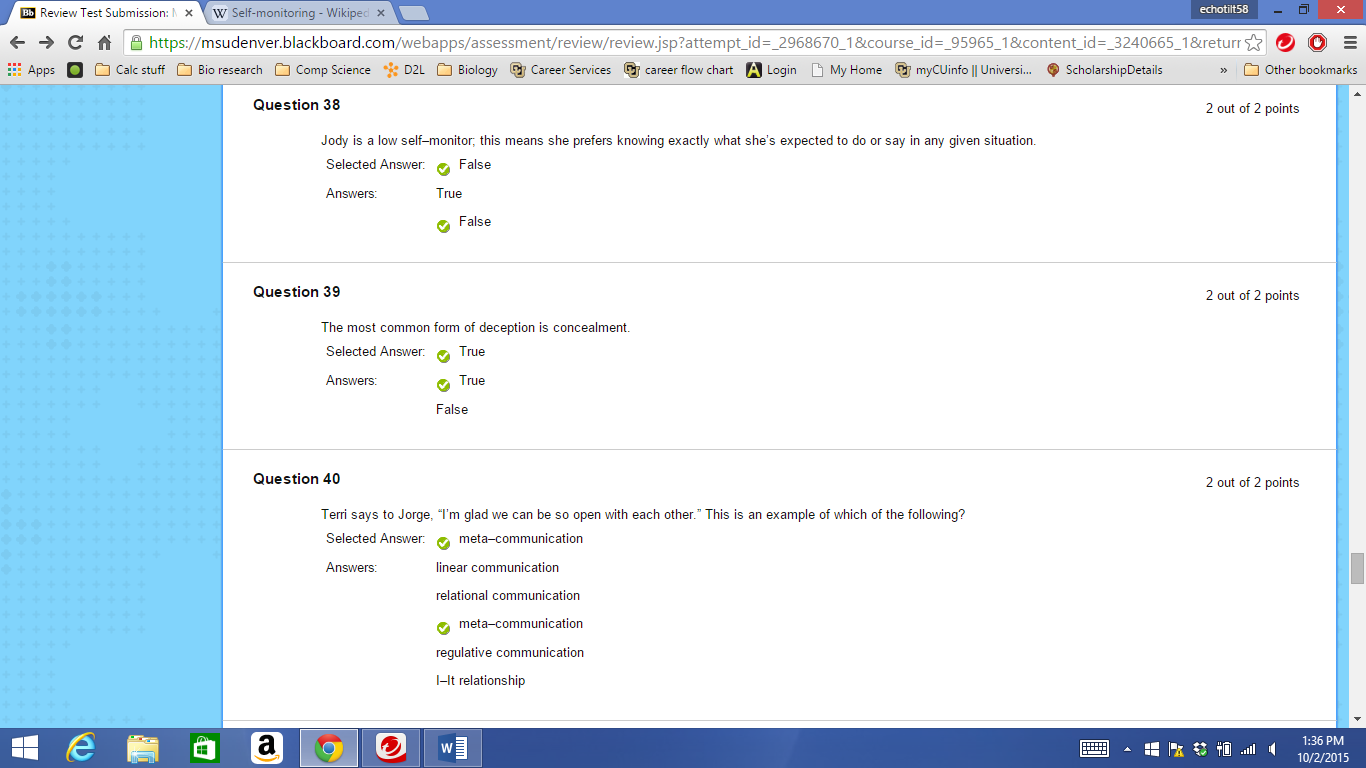 echotilt58
Bb Review Test Submission: M
W Self-monitoring - Wikiped
https://msudenver.blackboard.com/webapps/assessment/review/review.jsp?attempt_id=_2968670_1&course_id=_95965_1&content_id=_3240665_1&return
Apps Calc stuff Bio research Comp Science D2L Biology Career Services career flow chart Login My Home myCUinfo || Universi... ScholarshipDetails » Other bookmarks
Question 38
2 out of 2 points
Jody is a low self–monitor; this means she prefers knowing exactly what she’s expected to do or say in any given situation.
Selected Answer: False
Answers: True
False
Question 39
2 out of 2 points
The most common form of deception is concealment.
Selected Answer: True
Answers: True
False
Question 40
2 out of 2 points
Terri says to Jorge, “I’m glad we can be so open with each other.” This is an example of which of the following?
Selected Answer: meta–communication
Answers: linear communication
relational communication
meta–communication
regulative communication
I–It relationship
1:36 PM
10/2/2015